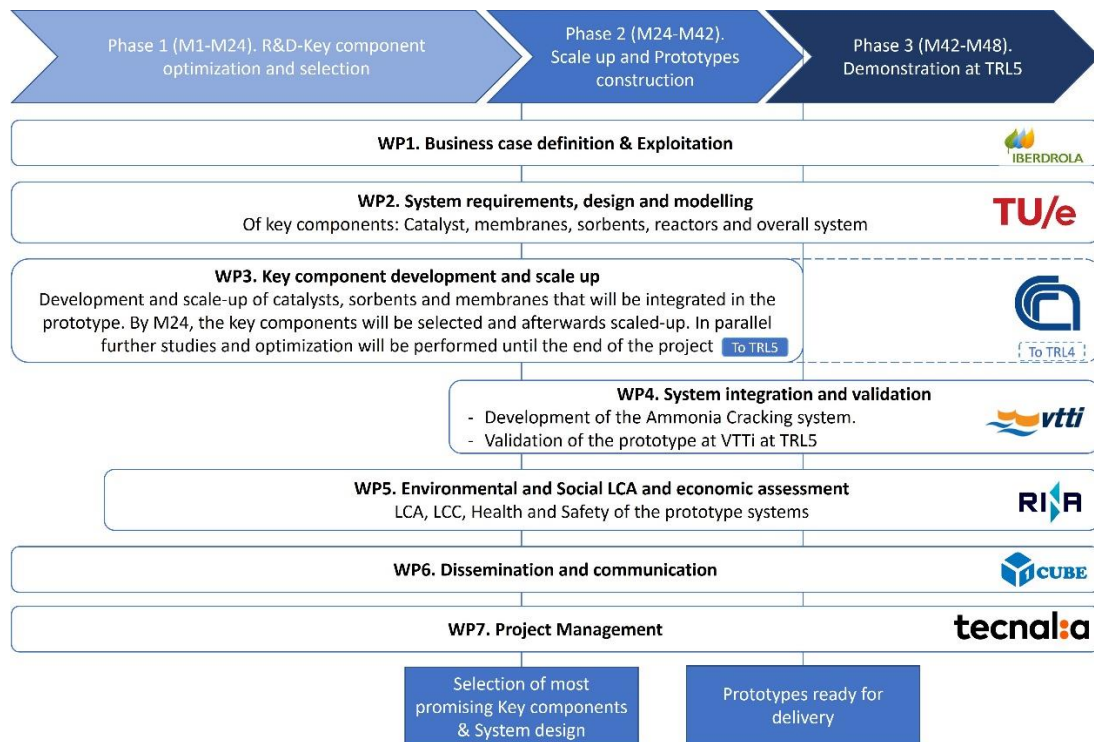 Phase 1 (M1-M24). R&D-Key component
optimization and selection
Phase 2 (M24-M42).
Scale up and Prototypes
construction
Phase 3 (M42-M48).
Demonstration at TRL5
WP1. Business case definition & Exploitation
IBERDROLA
WP2. System requirements, design and modelling
Of key components: Catalyst, membranes, sorbents, reactors and overall system
TU/e
WP3. Key component development and scale up
Development and scale-up of catalysts, sorbents and membranes that will be integrated in the
prototype. By M24, the key components will be selected and afterwards scaled-up. In parallel
further studies and optimization will be performed until the end of the project To TRL5
To TRL4
WP4. System integration and validation
- Development of the Ammonia Cracking system.
- Validation of the prototype at VTTi at TRL5
vtti
WP5. Environmental and Social LCA and economic assessment
LCA, LCC, Health and Safety of the prototype systems
RINA
WP6. Dissemination and communication
1 CUBE
WP7. Project Management
tecnal:a
Selection of most
promising Key components
& System design
Prototypes ready for
delivery